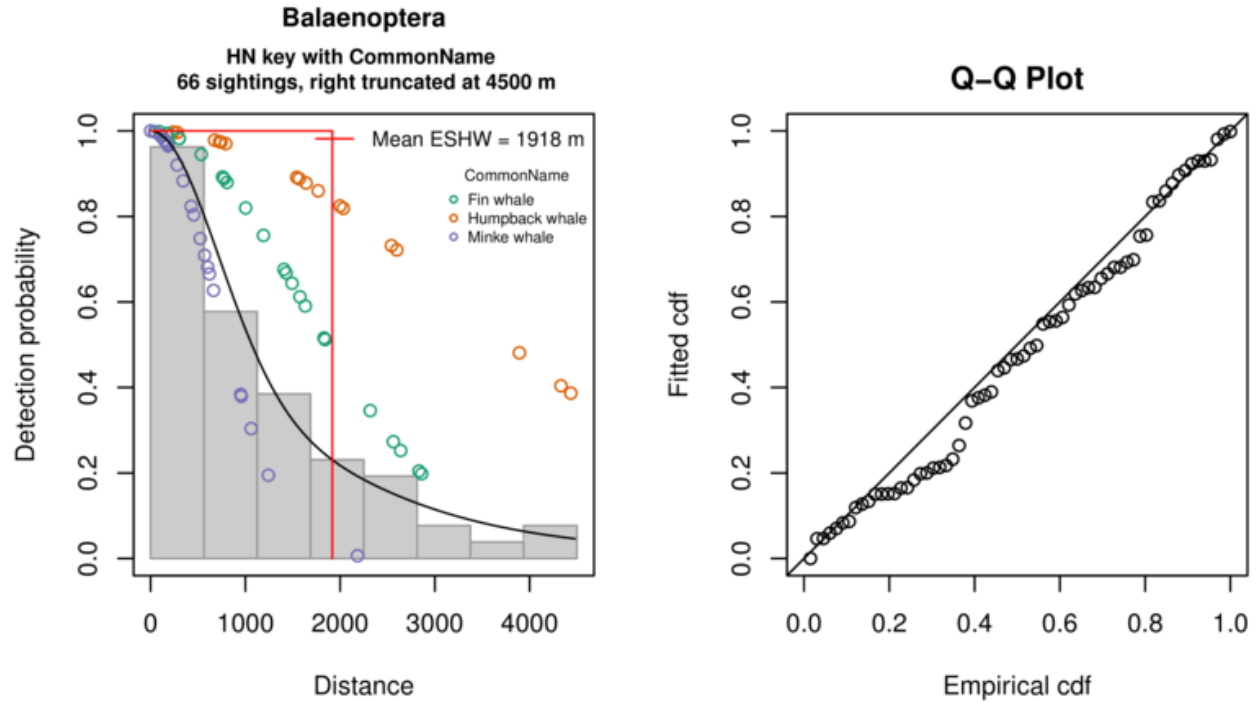 Balaenoptera
HN key with CommonName
66 sightings, right truncated at 4500 m
Mean ESHW = 1918 m
CommonName
Fin whale
Humpback whale
Minke whale
Detection probability
0.0
0.2
0.4
0.6
0.8
1.0
0
1000
2000
3000
4000
Distance
Q−Q Plot
Fitted cdf
0.0
0.2
0.4
0.6
0.8
1.0
0.0
0.2
0.4
0.6
0.8
1.0
Empirical cdf